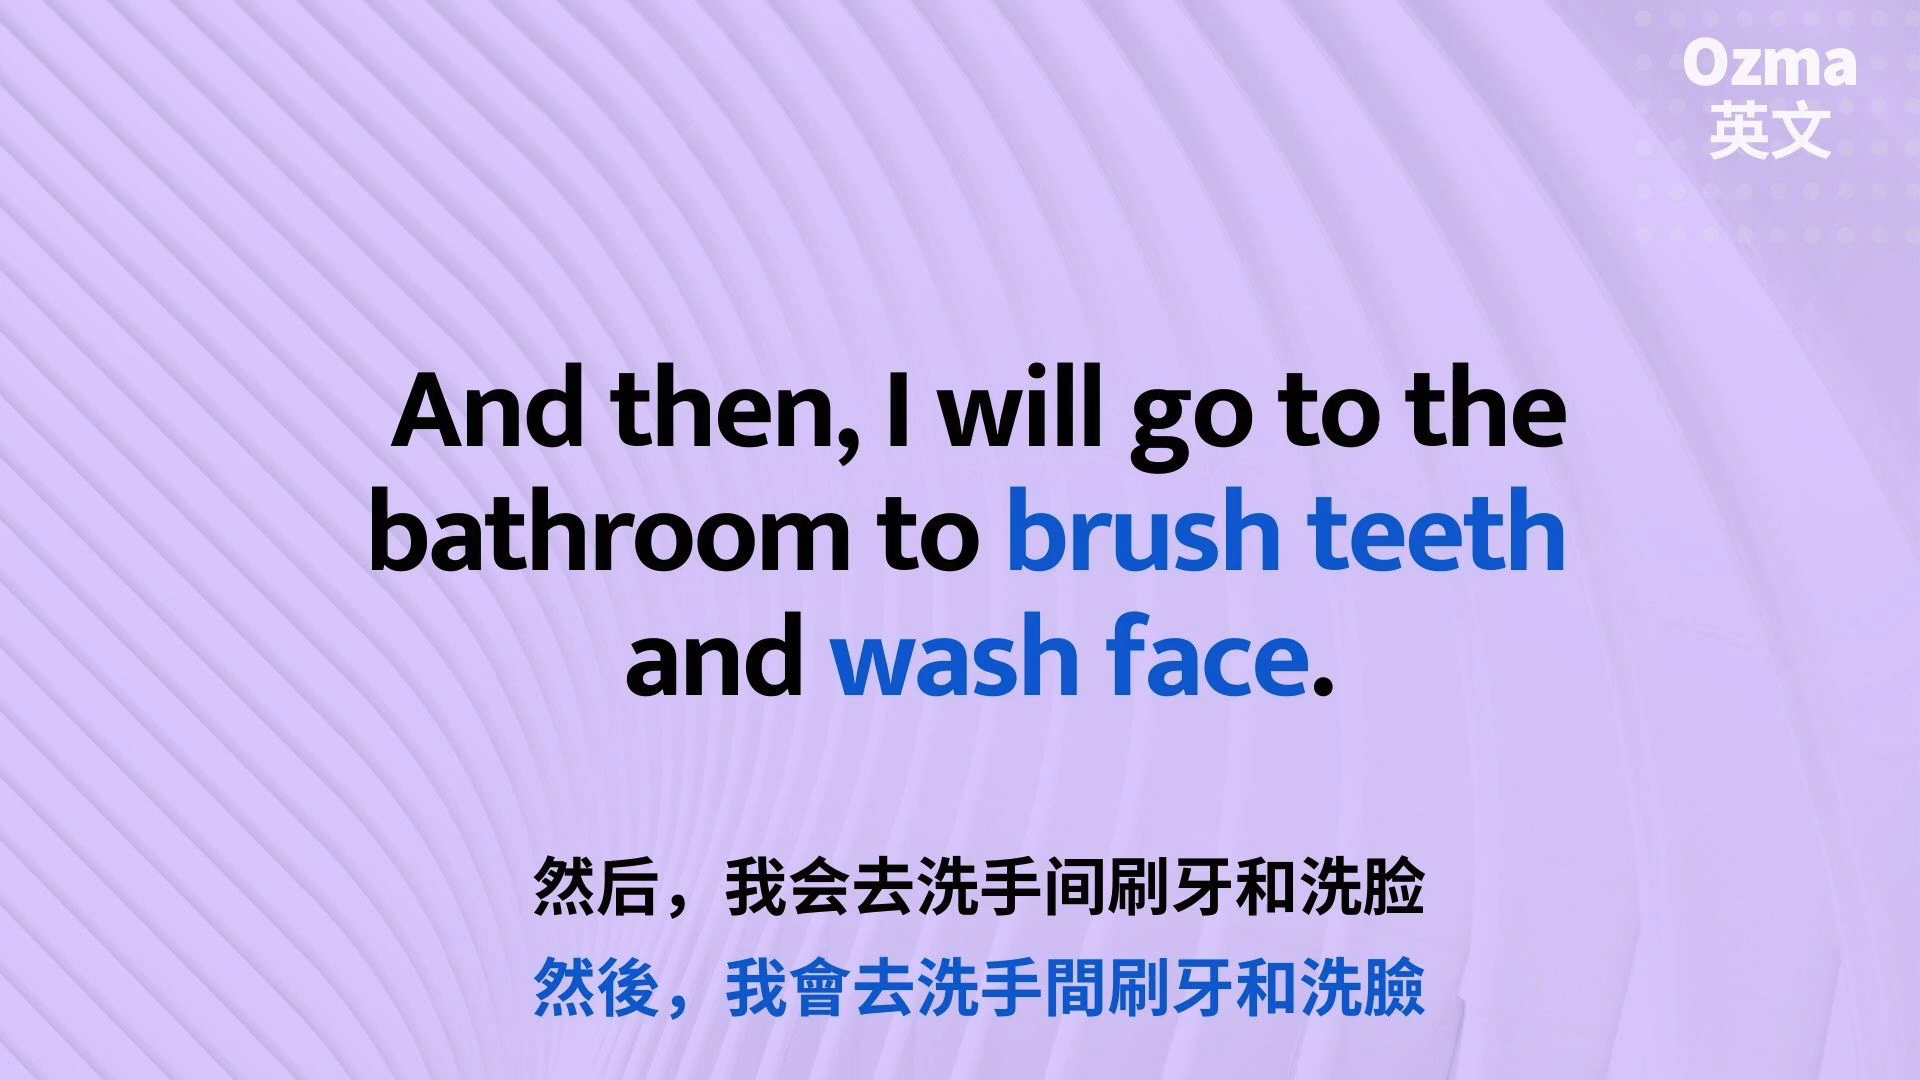 Ozma
英文
And then, I will go to the
bathroom to brush teeth
and wash face.
然后，我会去洗手间刷牙和洗脸
然後，我會去洗手間刷牙和洗臉